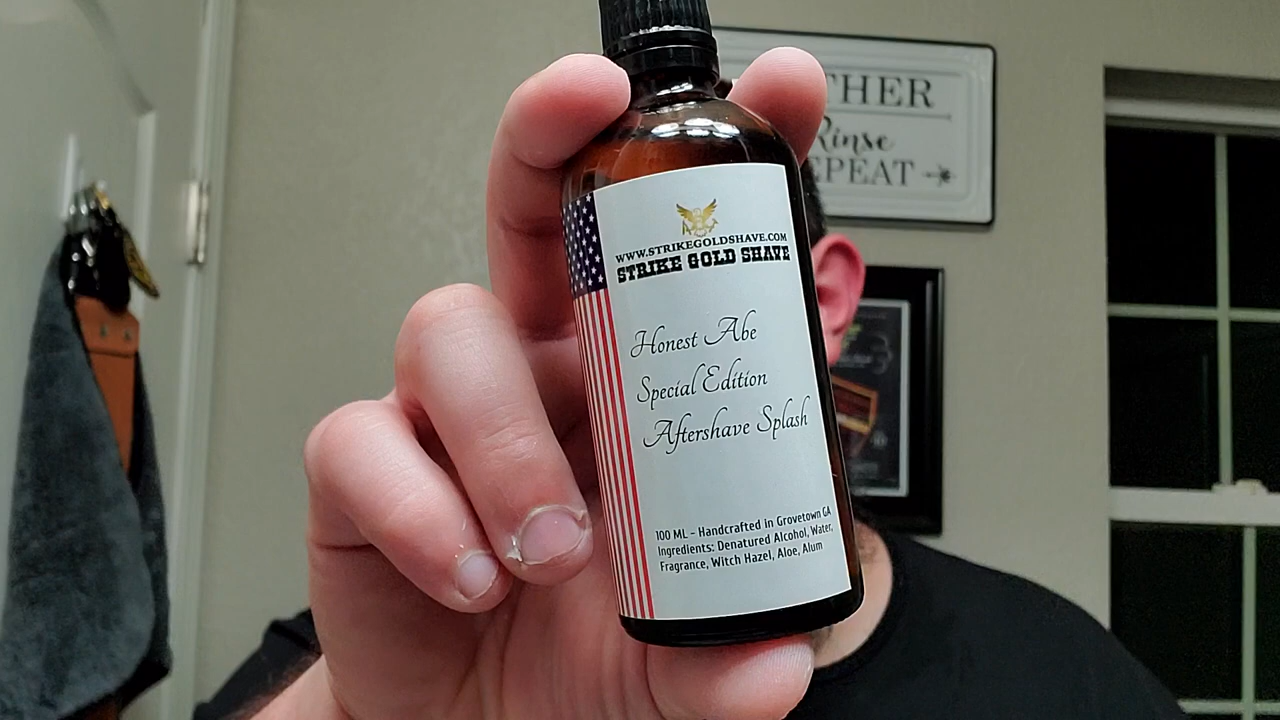 THER
Rinse
EPEAT
WWW.STRIKEGOLDSHAVE.COM
STRIKE GOLD SHAVE
Honest Abe
Special Edition
Aftershave Splash
100 ML - Handcrafted in Grovetown GA
Ingredients: Denatured Alcohol, Water,
Fragrance, Witch Hazel, Aloe, Alum